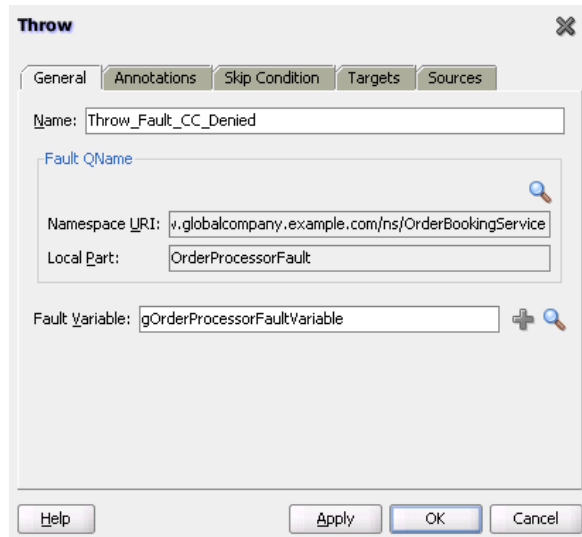 Throw
General Annotations Skip Condition Targets Sources
Name: Throw_Fault_CC_Denied
Fault QName
Namespace URI: v.globalcompany.example.com/ns/OrderBookingService
Local Part: OrderProcessorFault
Fault Variable: gOrderProcessorFaultVariable
Help Apply OK Cancel